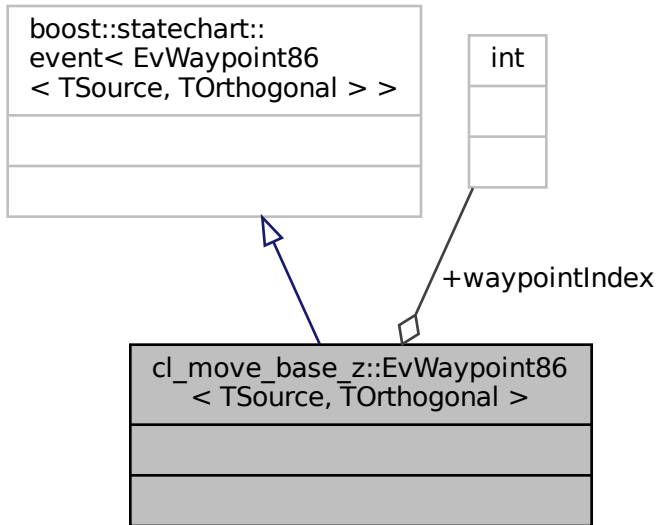 boost::statechart::
event< EvWaypoint86
< TSource, TOrthogonal > >
int
+waypointIndex
cl_move_base_z::EvWaypoint86
< TSource, TOrthogonal >